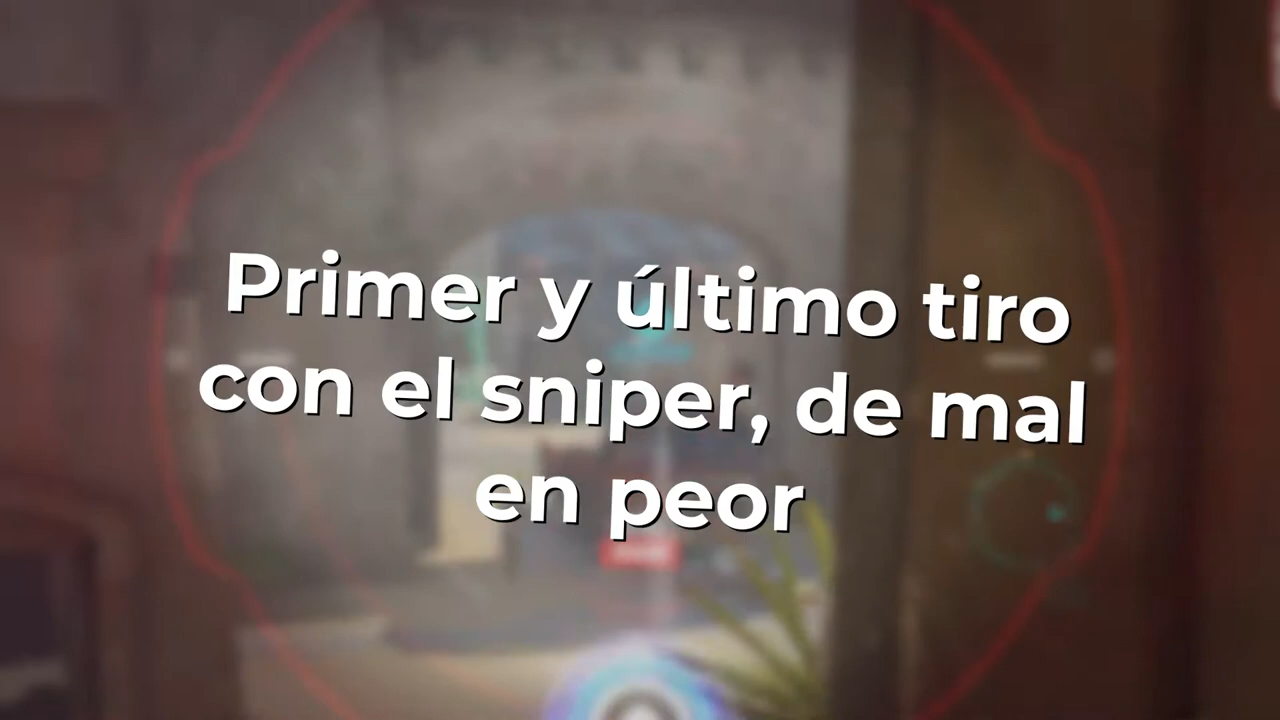 Primer y último tiro
con el sniper, de mal
en peor